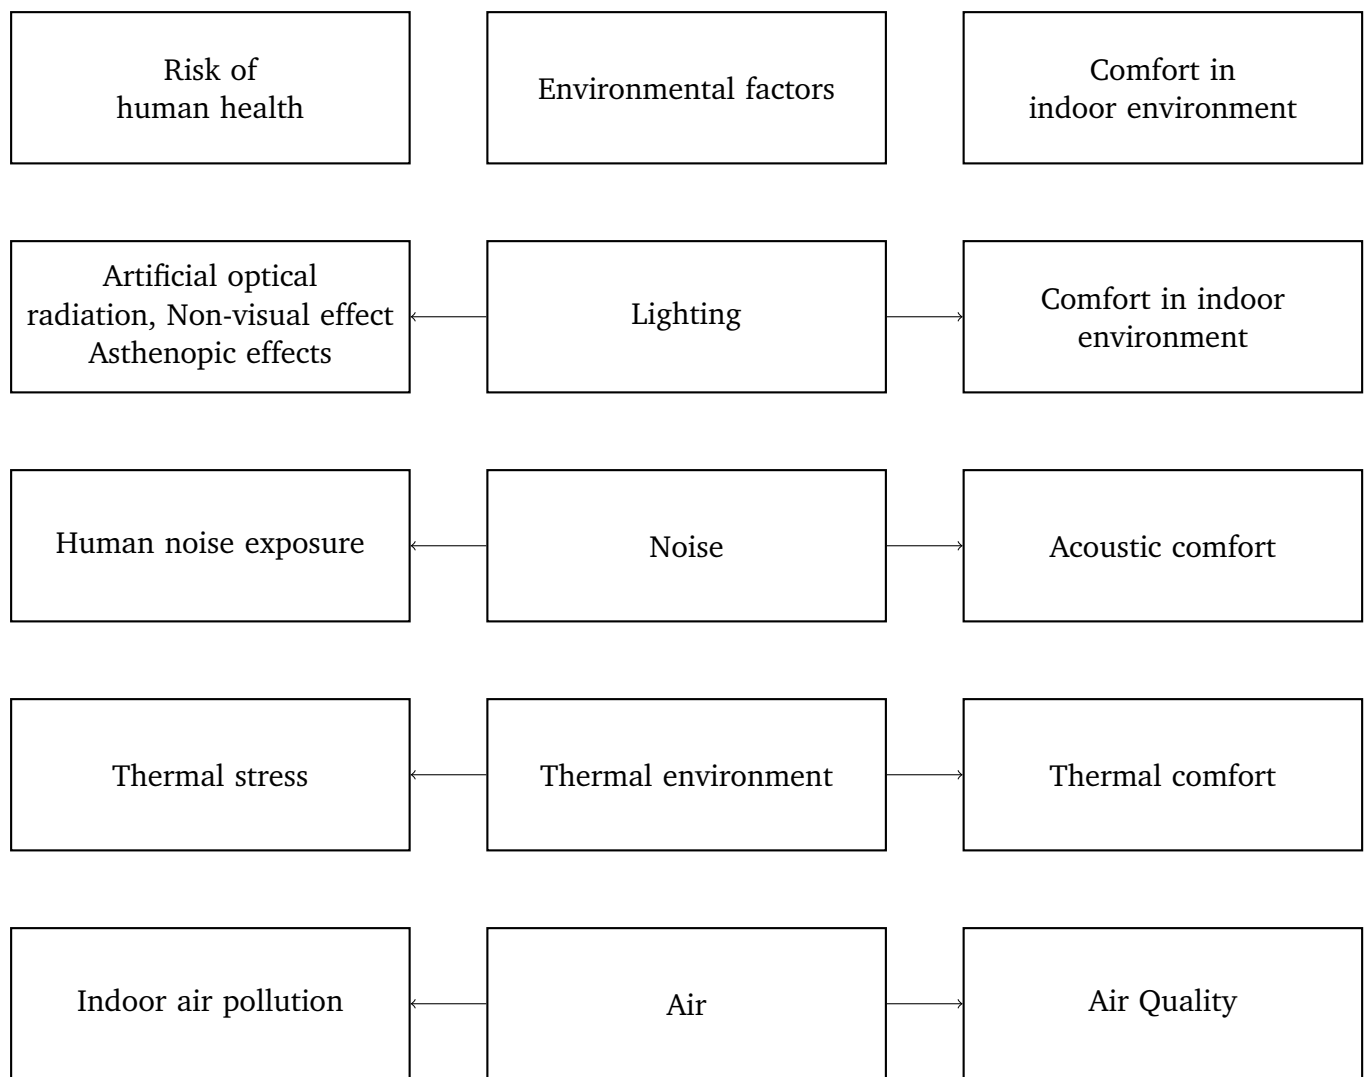 Risk of
human health
Environmental factors
Comfort in
indoor environment
Artificial optical
radiation, Non-visual effect
Asthenopic effects
Lighting
Comfort in indoor
environment
Human noise exposure
Noise
Acoustic comfort
Thermal stress
Thermal environment
Thermal comfort
Indoor air pollution
Air
Air Quality